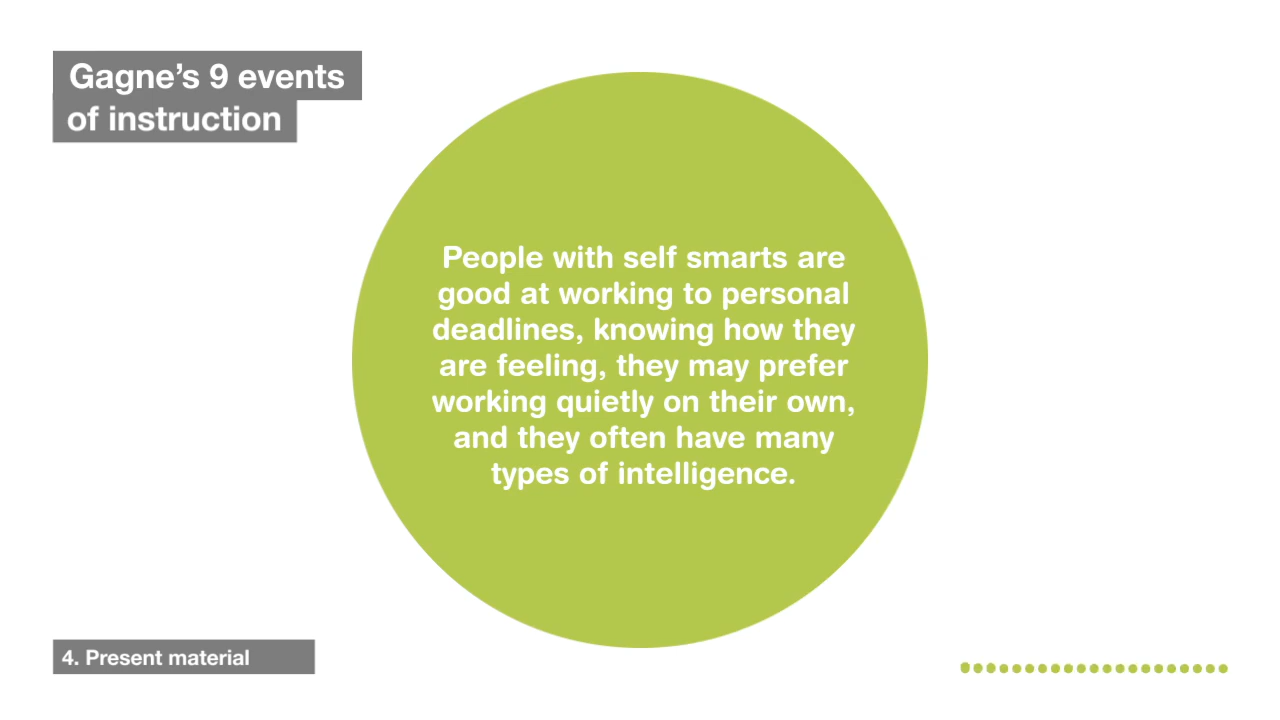 Gagne’s 9 events
of instruction
People with self smarts are
good at working to personal
deadlines, knowing how they
are feeling, they may prefer
working quietly on their own,
and they often have many
types of intelligence.
4. Present material